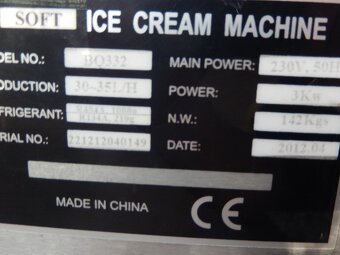 SOFT ICE CREAM MACHINE
DEL NO.: BQ332 MAIN POWER: 230V, 50H
ODUCTION: 30-35L/H POWER: 3Kw
FRIGERANT: N.W.: 142Kgs
RIAL NO.: 221212040149 DATE: 2012.04
MADE IN CHINA CE